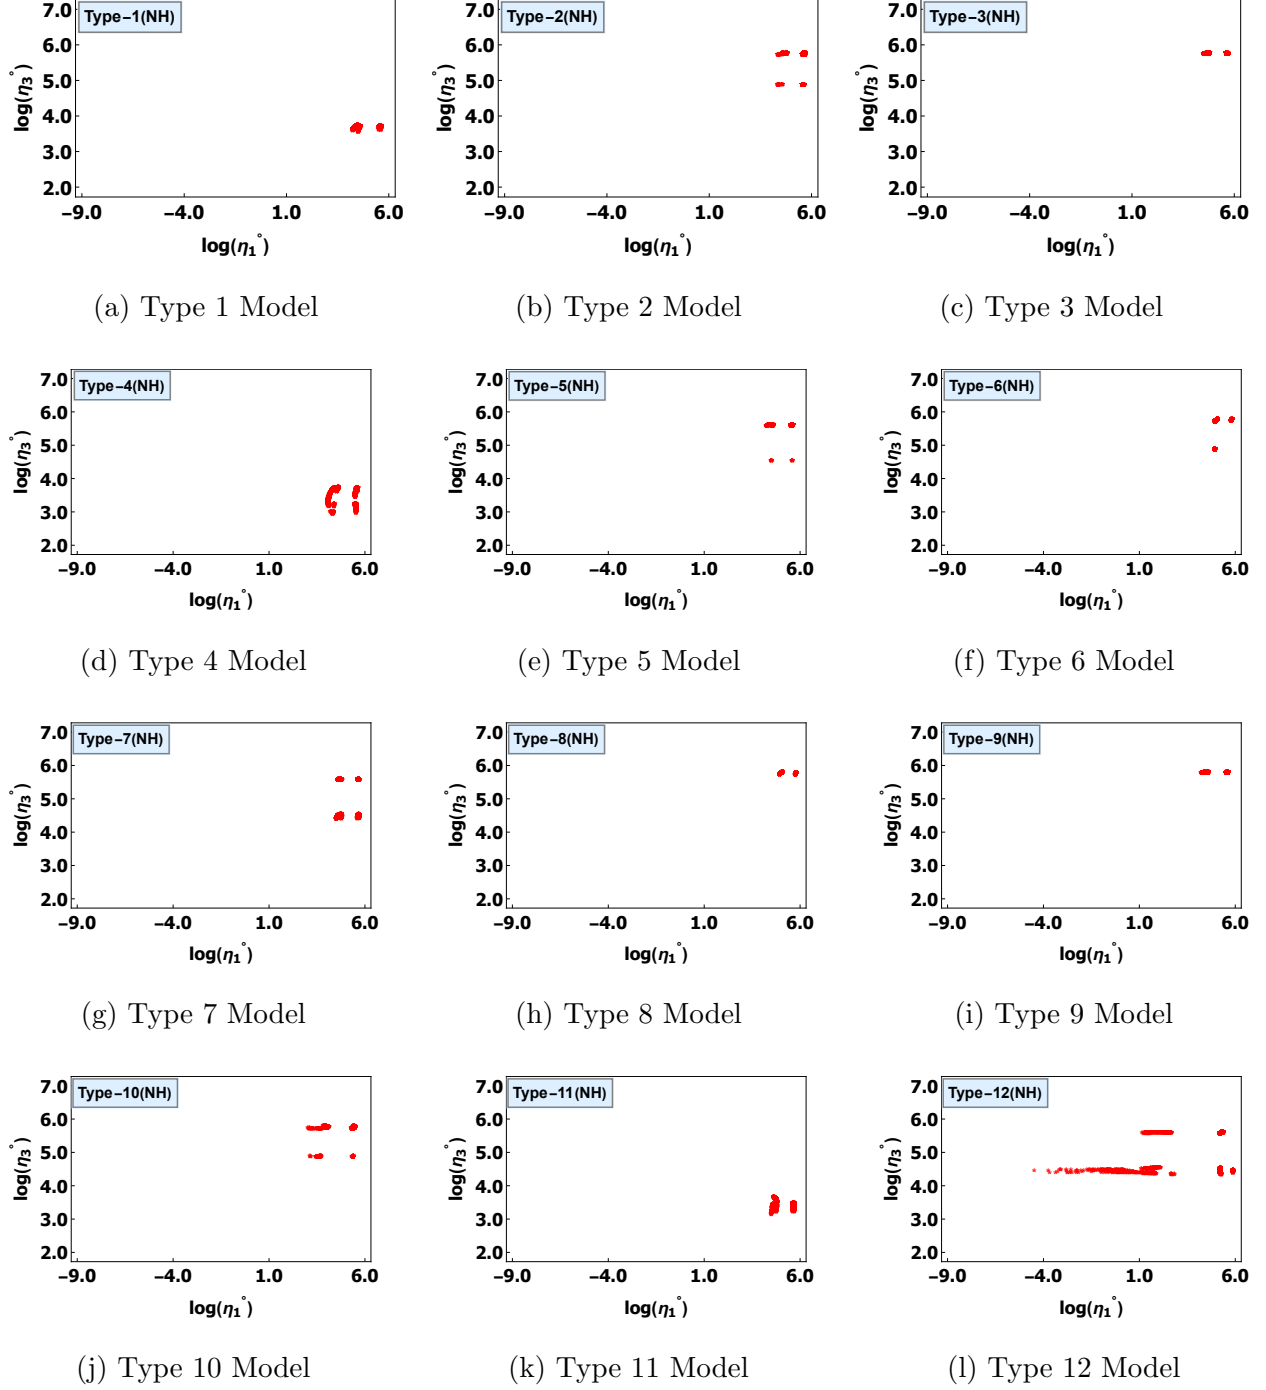 Type-1(NH)
7.0
6.0
5.0
4.0
3.0
2.0
log(η3°)
-9.0 -4.0 1.0 6.0
log(η1°)
(a) Type 1 Model
Type-2(NH)
7.0
6.0
5.0
4.0
3.0
2.0
log(η3°)
-9.0 -4.0 1.0 6.0
log(η1°)
(b) Type 2 Model
Type-3(NH)
7.0
6.0
5.0
4.0
3.0
2.0
log(η3°)
-9.0 -4.0 1.0 6.0
log(η1°)
(c) Type 3 Model
Type-4(NH)
7.0
6.0
5.0
4.0
3.0
2.0
log(η3°)
-9.0 -4.0 1.0 6.0
log(η1°)
(d) Type 4 Model
Type-5(NH)
7.0
6.0
5.0
4.0
3.0
2.0
log(η3°)
-9.0 -4.0 1.0 6.0
log(η1°)
(e) Type 5 Model
Type-6(NH)
7.0
6.0
5.0
4.0
3.0
2.0
log(η3°)
-9.0 -4.0 1.0 6.0
log(η1°)
(f) Type 6 Model
Type-7(NH)
7.0
6.0
5.0
4.0
3.0
2.0
log(η3°)
-9.0 -4.0 1.0 6.0
log(η1°)
(g) Type 7 Model
Type-8(NH)
7.0
6.0
5.0
4.0
3.0
2.0
log(η3°)
-9.0 -4.0 1.0 6.0
log(η1°)
(h) Type 8 Model
Type-9(NH)
7.0
6.0
5.0
4.0
3.0
2.0
log(η3°)
-9.0 -4.0 1.0 6.0
log(η1°)
(i) Type 9 Model
Type-10(NH)
7.0
6.0
5.0
4.0
3.0
2.0
log(η3°)
-9.0 -4.0 1.0 6.0
log(η1°)
(j) Type 10 Model
Type-11(NH)
7.0
6.0
5.0
4.0
3.0
2.0
log(η3°)
-9.0 -4.0 1.0 6.0
log(η1°)
(k) Type 11 Model
Type-12(NH)
7.0
6.0
5.0
4.0
3.0
2.0
log(η3°)
-9.0 -4.0 1.0 6.0
log(η1°)
(l) Type 12 Model